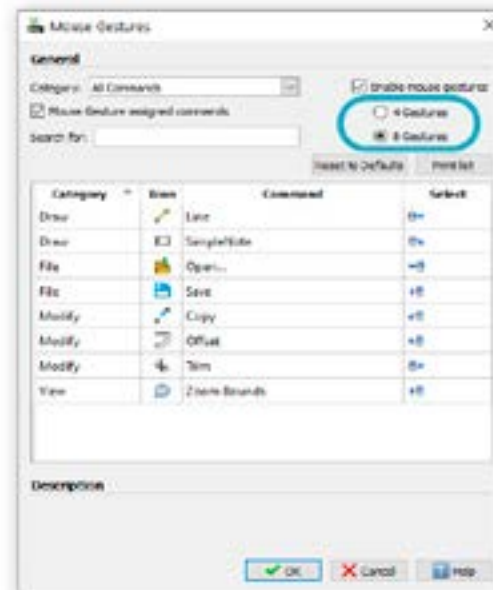 Mouse Gestures
General
Category: All Commands
Enable mouse gestures
Mouse Gesture assigned commands
4 Gestures
Search for:
8 Gestures
Reset to Defaults Print list
Category Icon Command Select
Draw Line
Draw SimpleNote
File Open...
File Save
Modify Copy
Modify Offset
Modify Trim
View Zoom Bounds
Description
OK Cancel Help